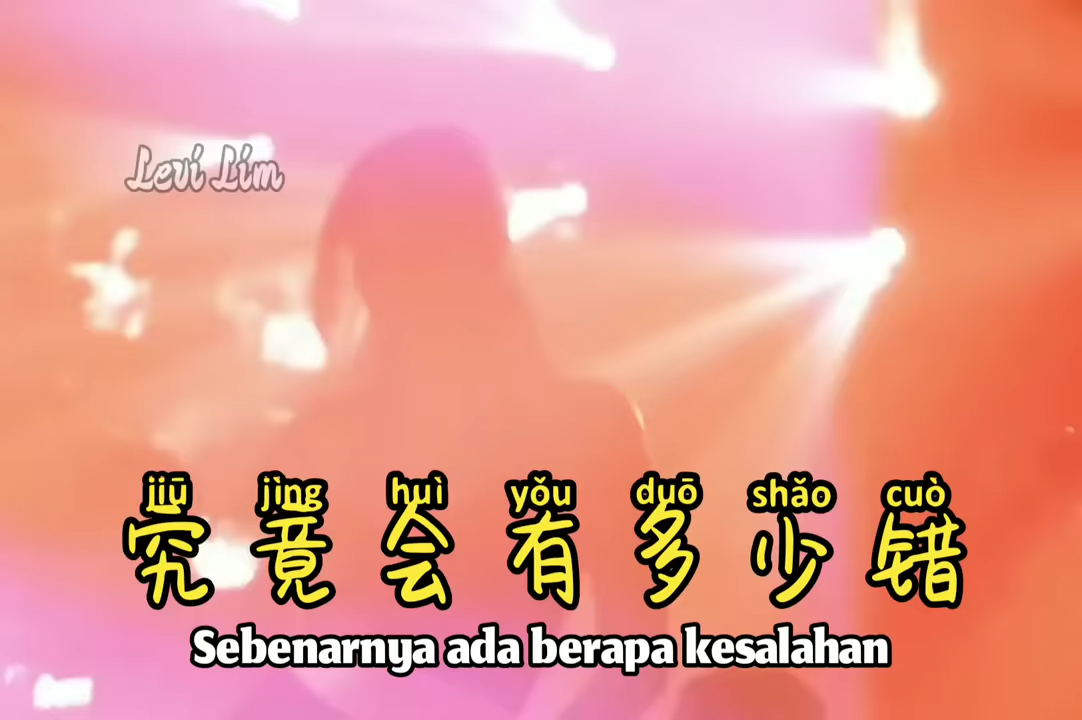 Levi Lim
jiū jìng huì yǒu duō shǎo cuò
究竟会有多少错
Sebenarnya ada berapa kesalahan